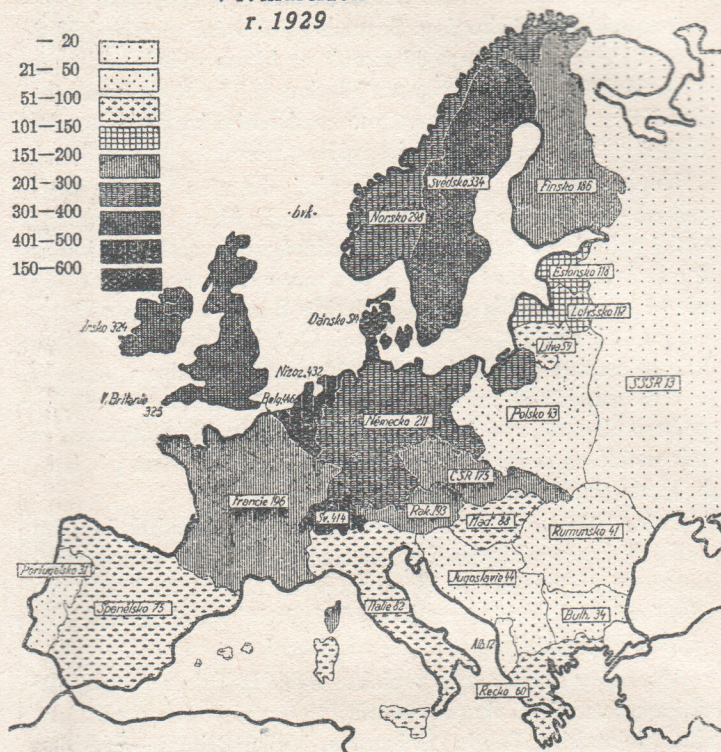 r. 1929
— 20
21— 50
51—100
101—150
151—200
201—300
301—400
401—500
150—600
Švédsko 334
Norsko 298
Finsko 186
-bvk-
Estonsko 118
Lotyšsko 112
Litva 59
Irsko 324
Dánsko
V. Britanie
325
Nizoz. 432
Belg. 446
Německo 211
Polsko 43
SSSR 13
ČSR 175
Francie 196
Šv. 414
Rak. 193
Maď. 88
Rumunsko 41
Portugalsko
Španělsko 75
Italie 82
Jugoslavie 44
Bulh. 34
Alb. 12
Řecko 60